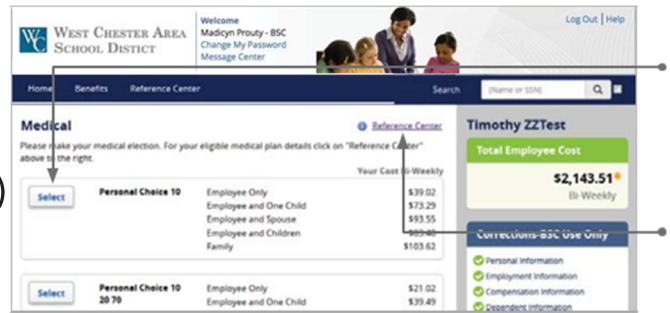 WC WEST CHESTER AREA
SCHOOL DISTICT
Welcome
Madicyn Prouty - BSC
Change My Password
Message Center
Log Out | Help
Home Benefits Reference Center Search (Name or SSN)
Medical
Reference Center
Please make your medical election. For your eligible medical plan details click on "Reference Center"
above to the right.
Your Cost Bi-Weekly
Select Personal Choice 10 Employee Only $39.02
Employee and One Child $73.29
Employee and Spouse $93.55
Employee and Children
Family $103.62
Select Personal Choice 10 Employee Only $21.02
20 70 Employee and One Child $39.49
Timothy ZZTest
Total Employee Cost
$2,143.51
Bi-Weekly
Corrections-BSC Use Only
Personal Information
Employment Information
Compensation Information
Dependent Information
)